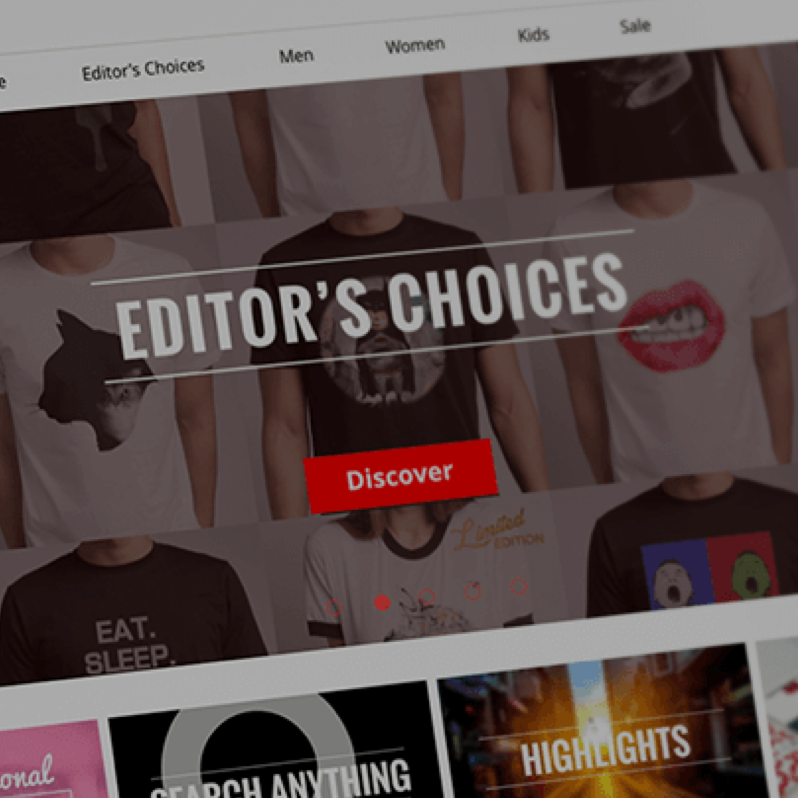 e Editor's Choices Men Women Kids Sale
EDITOR'S CHOICES
Discover
Limited
EDITION
EAT.
SLEEP.
onal
SEARCH ANYTHING
HIGHLIGHTS